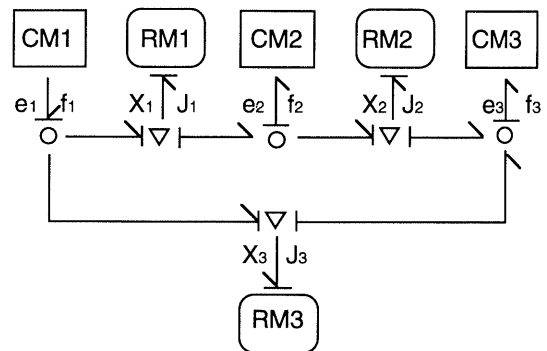 CM1 RM1 CM2 RM2 CM3
e1 f1 X1 J1 e2 f2 X2 J2 e3 f3
X3 J3
RM3